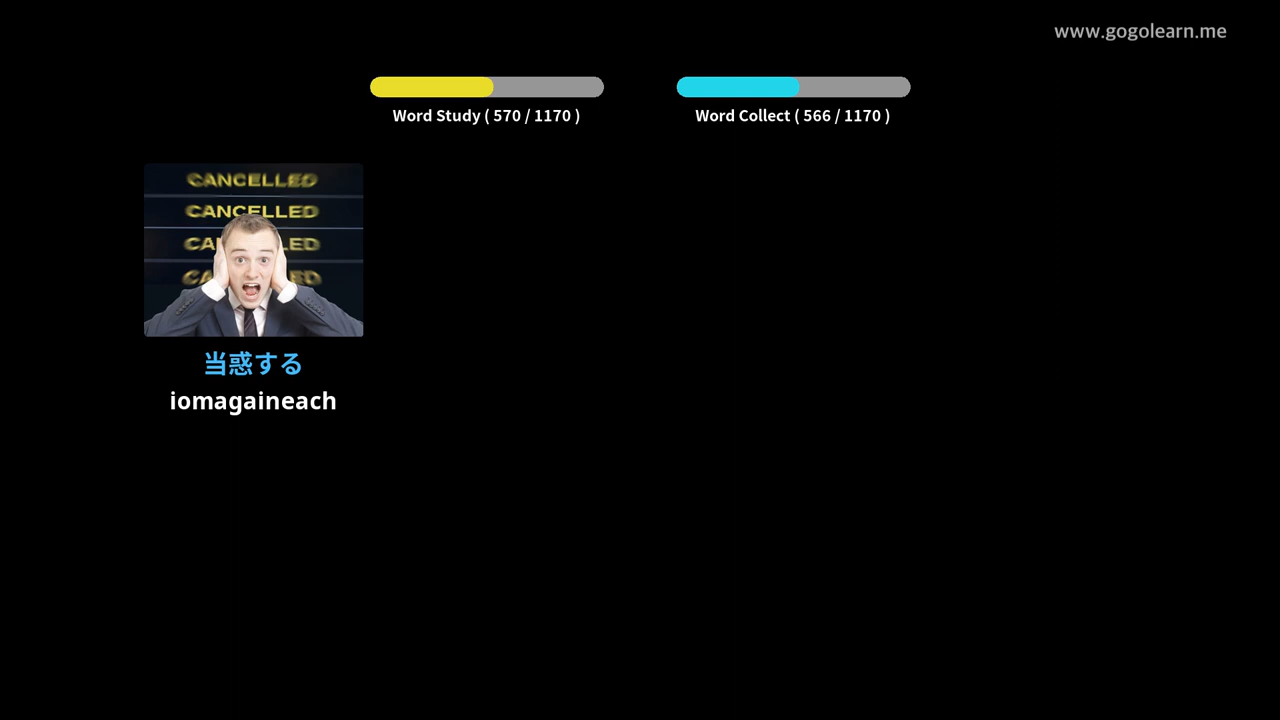 www.gogolearn.me
Word Study ( 570 / 1170 )
Word Collect ( 566 / 1170 )
CANCELLED
CANCELLED
当惑する
iomagaineach